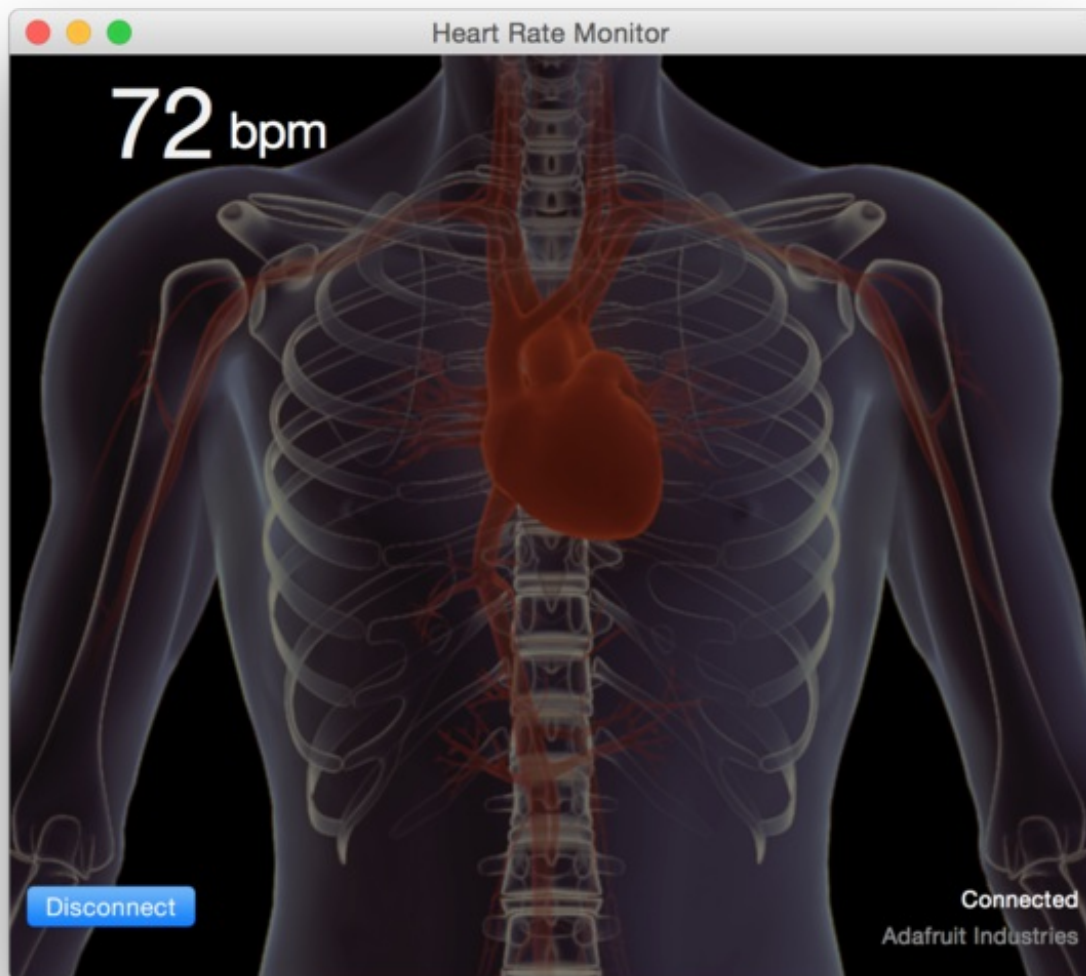 Heart Rate Monitor
72 bpm
Disconnect
Connected
Adafruit Industries